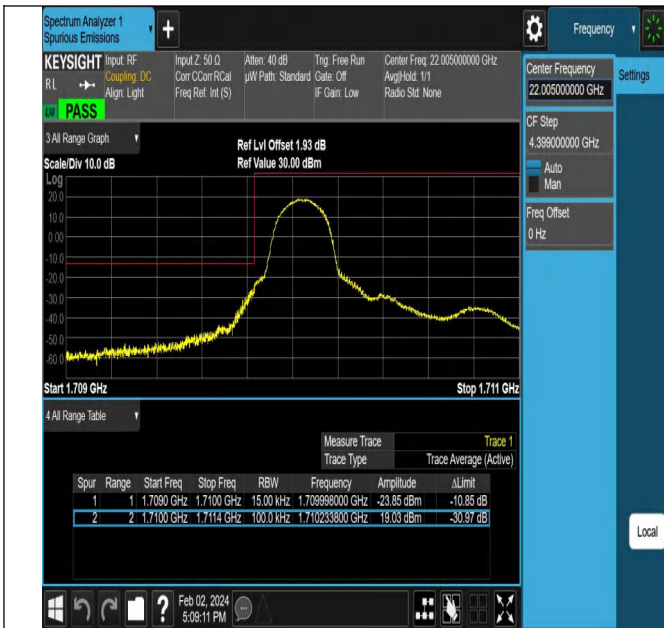 Spectrum Analyzer 1
Spurious Emissions
Frequency
KEYSIGHT
RL
PASS
Input: RF
Coupling: DC
Align: Light
Input Z: 50 Ω
Corr CCorr RCal
Freq Ref: Int (S)
Atten: 40 dB
µW Path: Standard
Trig: Free Run
Gate: Off
IF Gain: Low
Center Freq: 22.005000000 GHz
Avg|Hold: 1/1
Radio Std: None
Center Frequency
22.005000000 GHz
Settings
CF Step
4.399000000 GHz
Auto
Man
Freq Offset
0 Hz
3 All Range Graph
Scale/Div 10.0 dB
Ref Lvl Offset 1.93 dB
Ref Value 30.00 dBm
Log
20.0
10.0
0.00
-10.0
-20.0
-30.0
-40.0
-50.0
-60.0
Start 1.709 GHz
Stop 1.711 GHz
4 All Range Table
Measure Trace Trace 1
Trace Type Trace Average (Active)
Spur Range Start Freq Stop Freq RBW Frequency Amplitude ΔLimit
1 1 1.7090 GHz 1.7100 GHz 15.00 kHz 1.709998000 GHz -23.85 dBm -10.85 dB
2 2 1.7100 GHz 1.7114 GHz 100.0 kHz 1.710233800 GHz 19.03 dBm -30.97 dB
Local
Feb 02, 2024
5:09:11 PM